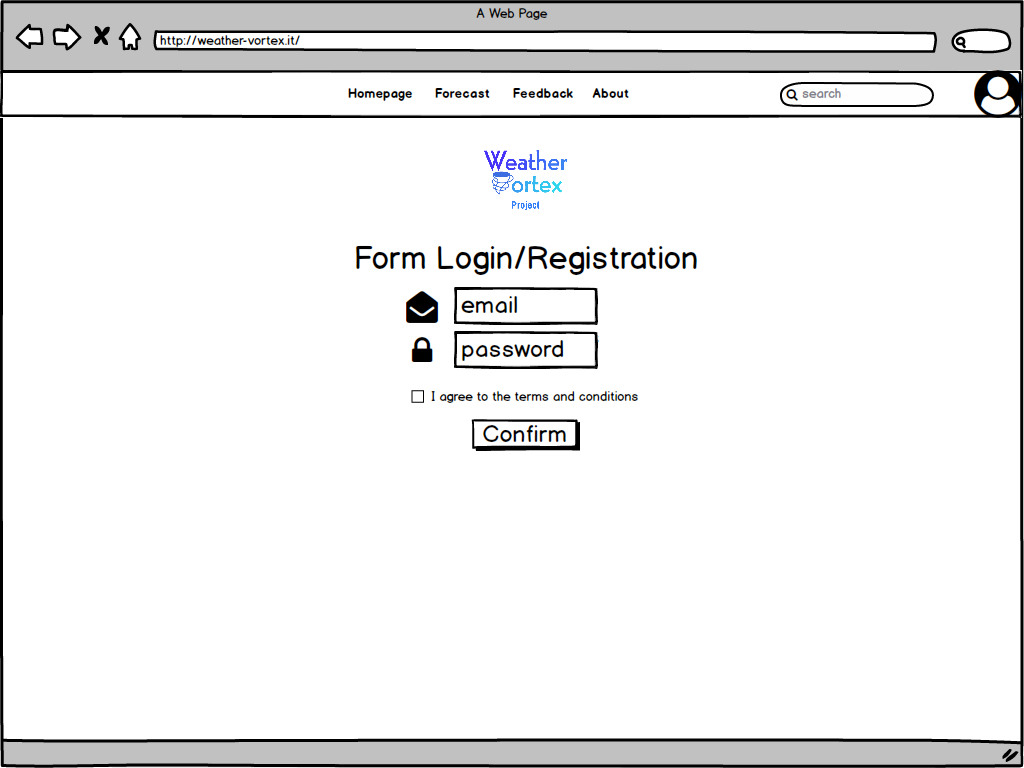 A Web Page
http://weather-vortex.it/
Homepage Forecast Feedback About search
Weather
Vortex
Project
Form Login/Registration
email
password
I agree to the terms and conditions
Confirm